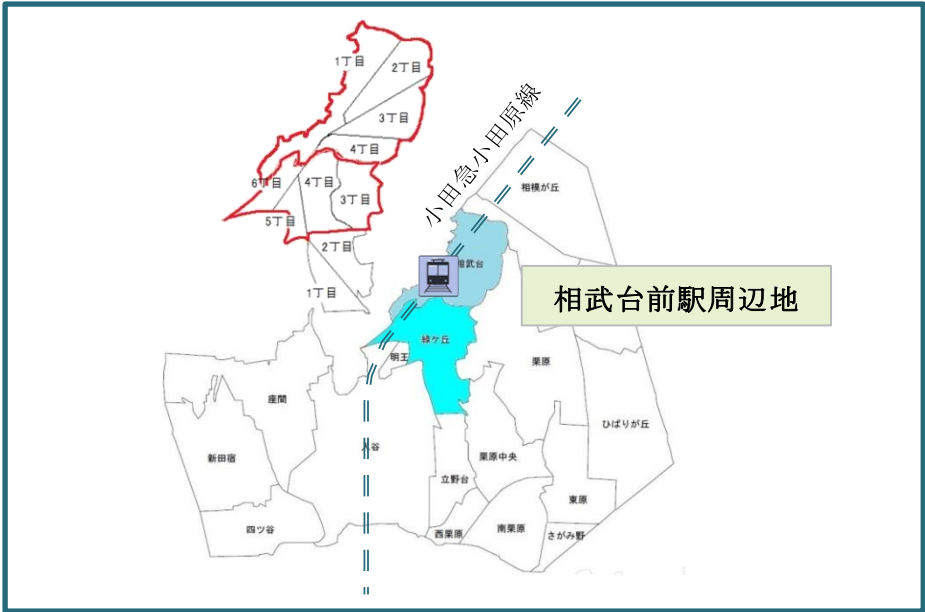 1丁目
2丁目
3丁目
4丁目
6丁目
4丁目
3丁目
5丁目
2丁目
1丁目
小田急小田原線
相模が丘
相武台
相武台前駅周辺地
緑ケ丘
明王
栗原
座間
ひばりが丘
入谷
栗原中央
新田宿
立野台
東原
四ツ谷
西栗原
南栗原
さがみ野